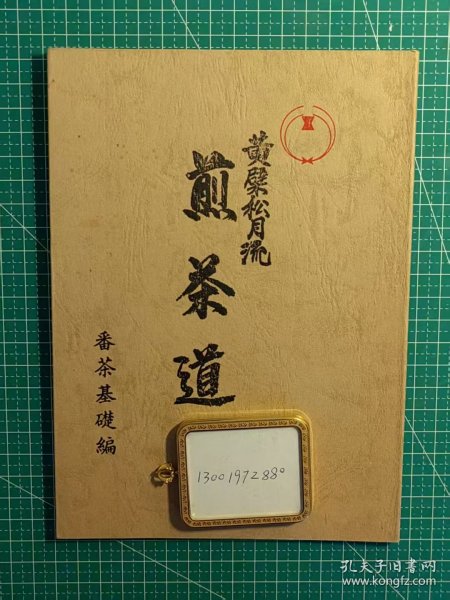 黄檗松月流
煎茶道
番茶基礎編
13001972880
孔夫子旧书网
www.kongfz.com